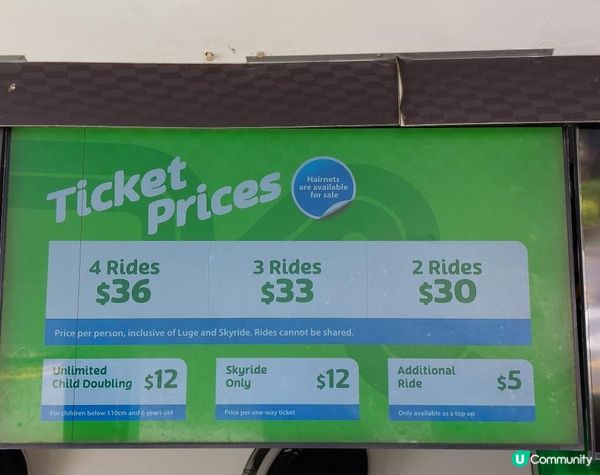 Ticket
Prices
Hairnets
are available
for sale
4 Rides
$36
3 Rides
$33
2 Rides
$30
Price per person, inclusive of Luge and Skyride. Rides cannot be shared.
Unlimited
Child Doubling
$12
For children below 110cm and 6 years old
Skyride
Only
$12
Price per one-way ticket
Additional
Ride
$5
Only available as a top up
U Community